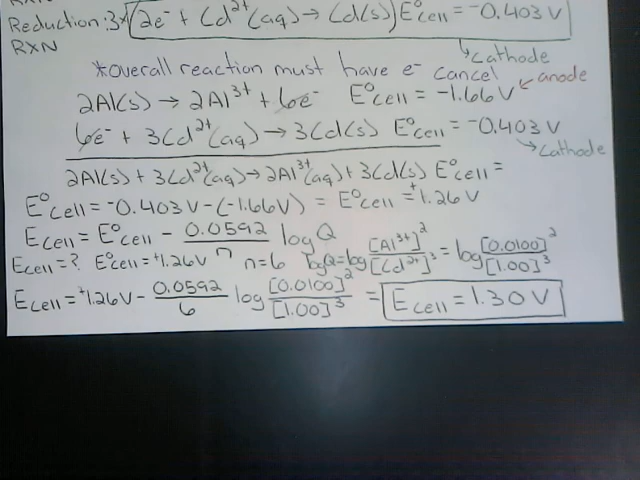 Reduction: 3×(2e⁻ + Cd²⁺(aq) → Cd(s)) E°cell = -0.403 V
RXN
↳ cathode
*overall reaction must have e⁻ cancel
2Al(s) → 2Al³⁺ + 6e⁻ E°cell = -1.66 V ↙ anode
6e⁻ + 3Cd²⁺(aq) → 3Cd(s) E°cell = -0.403 V
↳ cathode
2Al(s) + 3Cd²⁺(aq) → 2Al³⁺(aq) + 3Cd(s) E°cell =
E°cell = -0.403 V - (-1.66 V) = E°cell = +1.26 V
Ecell = E°cell - 0.0592/n log Q
Ecell = ? E°cell = +1.26 V n = 6 log Q = log [Al³⁺]²/[Cd²⁺]³ = log [0.0100]²/[1.00]³
Ecell = +1.26 V - 0.0592/6 log [0.0100]²/[1.00]³ = Ecell = 1.30 V